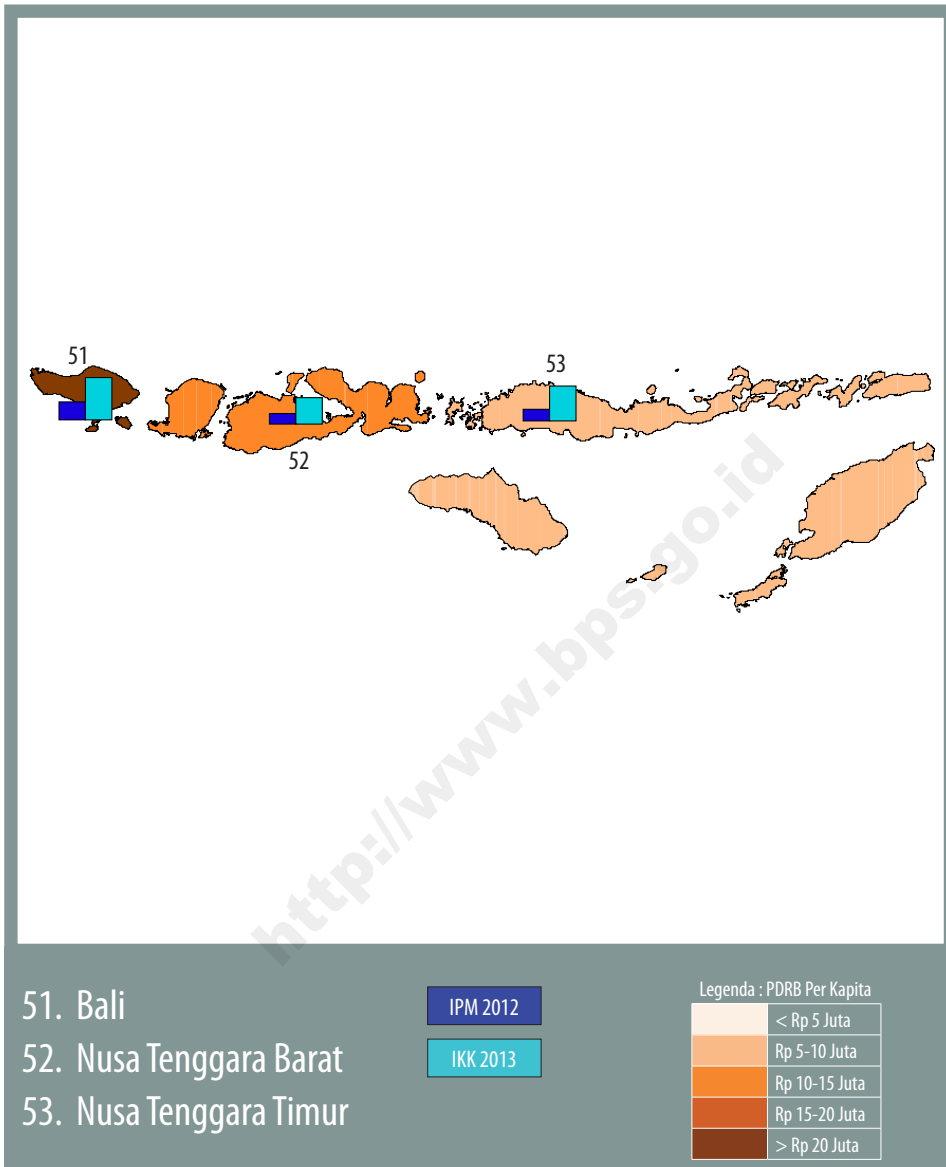 51
53
52
http://www.bps.go.id
51. Bali
52. Nusa Tenggara Barat
53. Nusa Tenggara Timur
IPM 2012
IKK 2013
Legenda : PDRB Per Kapita
< Rp 5 Juta
Rp 5-10 Juta
Rp 10-15 Juta
Rp 15-20 Juta
> Rp 20 Juta